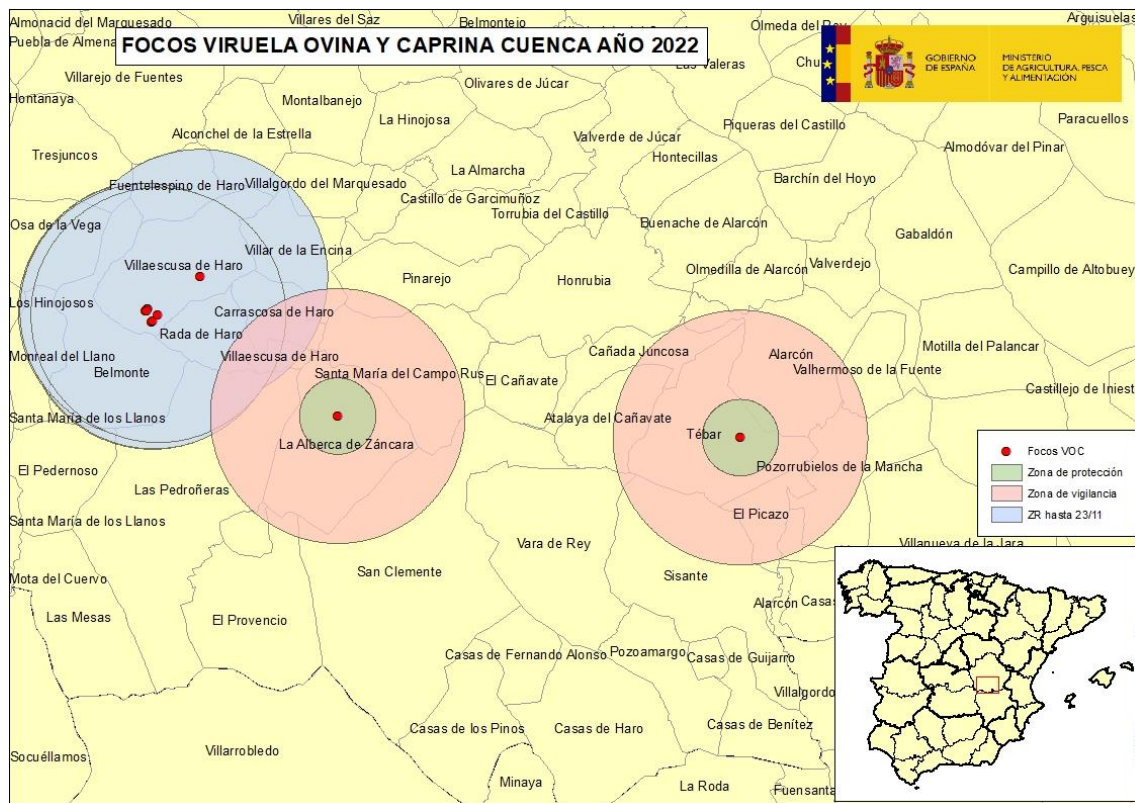 Almonacid del Marquesado
Villares del Saz
Belmontejo
Olmeda del Rey
Arguisuelas
Puebla de Almena
FOCOS VIRUELA OVINA Y CAPRINA CUENCA AÑO 2022
GOBIERNO
DE ESPAÑA
MINISTERIO
DE AGRICULTURA, PESCA
Y ALIMENTACIÓN
Las Valeras
Villarejo de Fuentes
Olivares de Júcar
Hontanaya
Montalbanejo
La Hinojosa
Paracuellos
Alconchel de la Estrella
Valverde de Júcar
Piqueras del Castillo
Tresjuncos
Hontecillas
Almodóvar del Pinar
La Almarcha
Barchín del Hoyo
Fuentelespino de Haro
Villalgordo del Marquesado
Castillo de Garcimuñoz
Torrubia del Castillo
Osa de la Vega
Buenache de Alarcón
Gabaldón
Villar de la Encina
Villaescusa de Haro
Pinarejo
Honrubia
Olmedilla de Alarcón
Valverdejo
Campillo de Altobuey
Los Hinojosos
Carrascosa de Haro
Rada de Haro
Monreal del Llano
Villaescusa de Haro
Cañada Juncosa
Alarcón
Motilla del Palancar
Belmonte
Santa María del Campo Rus
El Cañavate
Valhermoso de la Fuente
Castillejo de Iniest
Santa María de los Llanos
Atalaya del Cañavate
La Alberca de Záncara
Tébar
Focos VOC
El Pedernoso
Pozorrubielos de la Mancha
Zona de protección
Las Pedroñeras
Zona de vigilancia
Santa María de los Llanos
El Picazo
ZR hasta 23/11
Vara de Rey
Villanueva de la Jara
Mota del Cuervo
San Clemente
Sisante
Las Mesas
El Provencio
Alarcón
Casas
Casas de Fernando Alonso
Pozoamargo
Casas de Guijarro
Villalgordo
Casas de los Pinos
Casas de Haro
Casas de Benítez
Socuéllamos
Villarrobledo
Minaya
La Roda
Fuensanta